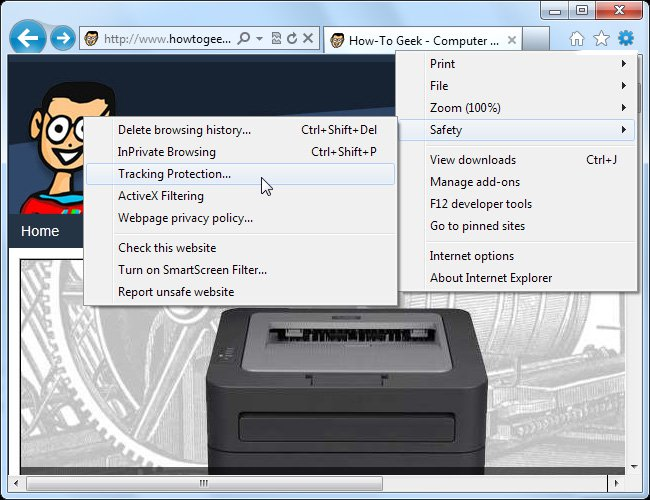 http://www.howtogee...
How-To Geek - Computer ...
Print
File
Zoom (100%)
Safety
View downloads Ctrl+J
Manage add-ons
F12 developer tools
Go to pinned sites
Internet options
About Internet Explorer
Delete browsing history... Ctrl+Shift+Del
InPrivate Browsing Ctrl+Shift+P
Tracking Protection...
ActiveX Filtering
Webpage privacy policy...
Check this website
Turn on SmartScreen Filter...
Report unsafe website
Home